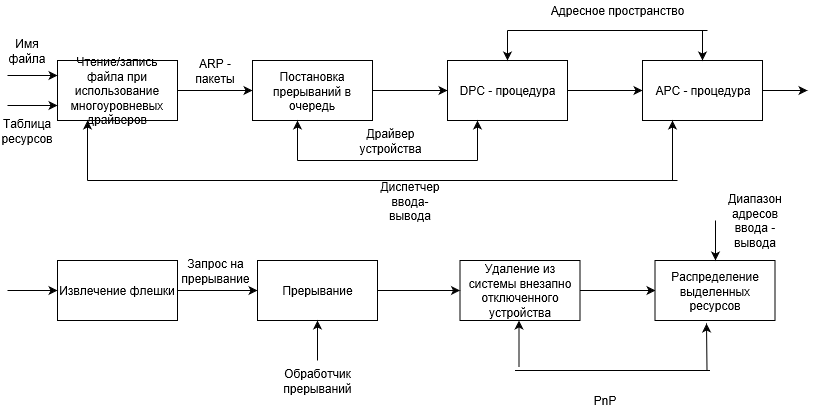 Адресное пространство
Имя
файла
Чтение/запись
файла при
использование
многоуровневых
драйверов
ARP -
пакеты
Постановка
прерываний в
очередь
DPC - процедура
APC - процедура
Таблица
ресурсов
Драйвер
устройства
Диспетчер
ввода-
вывода
Диапазон
адресов
ввода -
вывода
Извлечение флешки
Запрос на
прерывание
Прерывание
Удаление из
системы внезапно
отключенного
устройства
Распределение
выделенных
ресурсов
Обработчик
прерываний
PnP